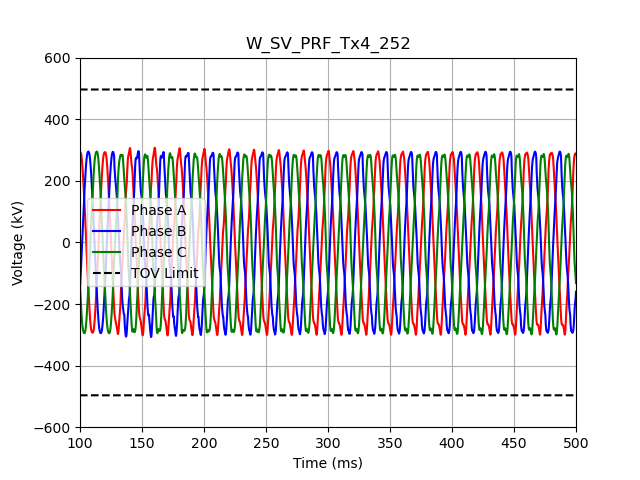 W_SV_PRF_Tx4_252
Voltage (kV)
600
400
200
0
−200
−400
−600
Phase A
Phase B
Phase C
TOV Limit
100 150 200 250 300 350 400 450 500
Time (ms)